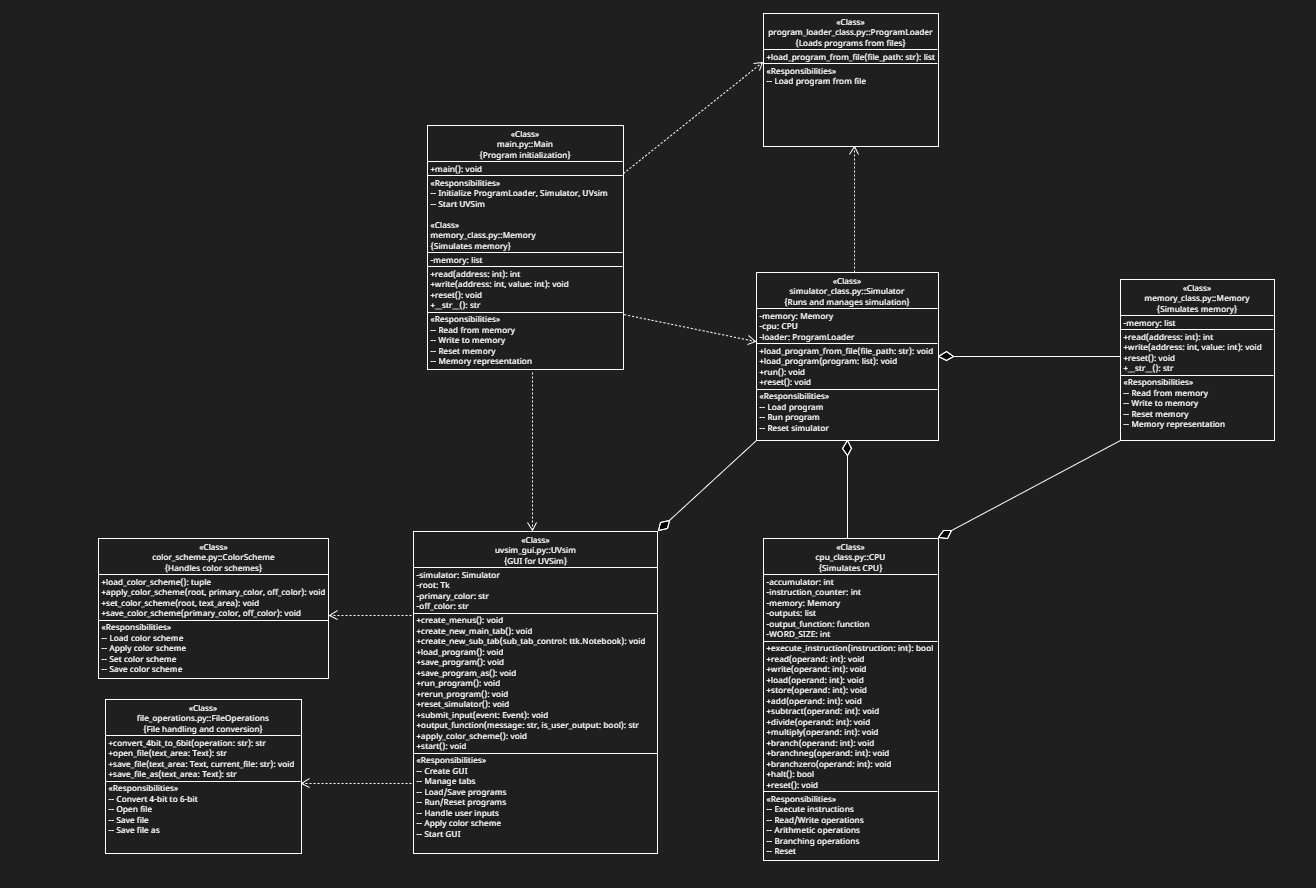 «Class»
program_loader_class.py::ProgramLoader
{Loads programs from files}
+load_program_from_file(file_path: str): list
«Responsibilities»
-- Load program from file
«Class»
main.py::Main
{Program initialization}
+main(): void
«Responsibilities»
-- Initialize ProgramLoader, Simulator, UVsim
-- Start UVSim
«Class»
memory_class.py::Memory
{Simulates memory}
-memory: list
+read(address: int): int
+write(address: int, value: int): void
+reset(): void
+__str__(): str
«Responsibilities»
-- Read from memory
-- Write to memory
-- Reset memory
-- Memory representation
«Class»
simulator_class.py::Simulator
{Runs and manages simulation}
-memory: Memory
-cpu: CPU
-loader: ProgramLoader
+load_program_from_file(file_path: str): void
+load_program(program: list): void
+run(): void
+reset(): void
«Responsibilities»
-- Load program
-- Run program
-- Reset simulator
«Class»
memory_class.py::Memory
{Simulates memory}
-memory: list
+read(address: int): int
+write(address: int, value: int): void
+reset(): void
+__str__(): str
«Responsibilities»
-- Read from memory
-- Write to memory
-- Reset memory
-- Memory representation
«Class»
color_scheme.py::ColorScheme
{Handles color schemes}
+load_color_scheme(): tuple
+apply_color_scheme(root, primary_color, off_color): void
+set_color_scheme(root, text_area): void
+save_color_scheme(primary_color, off_color): void
«Responsibilities»
-- Load color scheme
-- Apply color scheme
-- Set color scheme
-- Save color scheme
«Class»
file_operations.py::FileOperations
{File handling and conversion}
+convert_4bit_to_6bit(operation: str): str
+open_file(text_area: Text): str
+save_file(text_area: Text, current_file: str): void
+save_file_as(text_area: Text): str
«Responsibilities»
-- Convert 4-bit to 6-bit
-- Open file
-- Save file
-- Save file as
«Class»
uvsim_gui.py::UVsim
{GUI for UVSim}
-simulator: Simulator
-root: Tk
-primary_color: str
-off_color: str
+create_menus(): void
+create_new_main_tab(): void
+create_new_sub_tab(sub_tab_control: ttk.Notebook): void
+load_program(): void
+save_program(): void
+save_program_as(): void
+run_program(): void
+rerun_program(): void
+reset_simulator(): void
+submit_input(event: Event): void
+output_function(message: str, is_user_output: bool): str
+apply_color_scheme(): void
+start(): void
«Responsibilities»
-- Create GUI
-- Manage tabs
-- Load/Save programs
-- Run/Reset programs
-- Handle user inputs
-- Apply color scheme
-- Start GUI
«Class»
cpu_class.py::CPU
{Simulates CPU}
-accumulator: int
-instruction_counter: int
-memory: Memory
-outputs: list
-output_function: function
-WORD_SIZE: int
+execute_instruction(instruction: int): bool
+read(operand: int): void
+write(operand: int): void
+load(operand: int): void
+store(operand: int): void
+add(operand: int): void
+subtract(operand: int): void
+divide(operand: int): void
+multiply(operand: int): void
+branch(operand: int): void
+branchneg(operand: int): void
+branchzero(operand: int): void
+halt(): bool
+reset(): void
«Responsibilities»
-- Execute instructions
-- Read/Write operations
-- Arithmetic operations
-- Branching operations
-- Reset